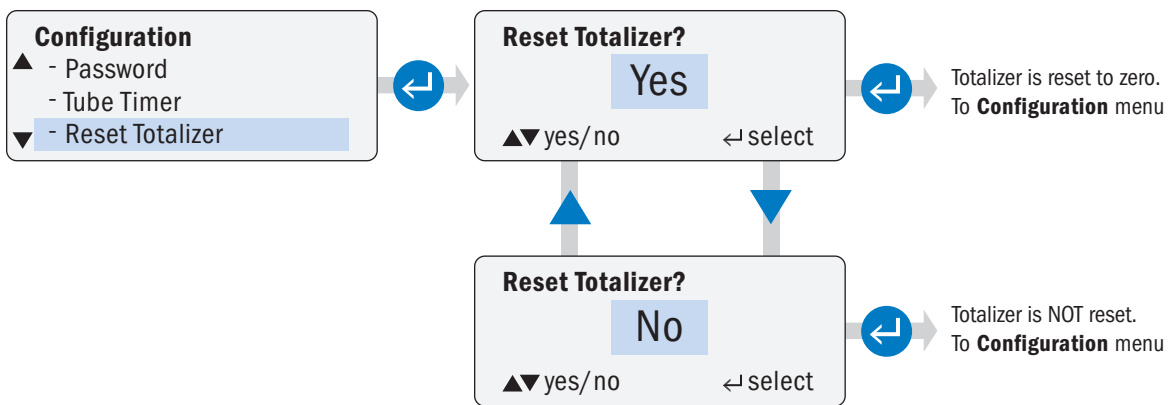 Configuration
- Password
- Tube Timer
- Reset Totalizer
Reset Totalizer?
Yes
▲▼ yes/no ↵ select
Totalizer is reset to zero.
To Configuration menu
Reset Totalizer?
No
▲▼ yes/no ↵ select
Totalizer is NOT reset.
To Configuration menu